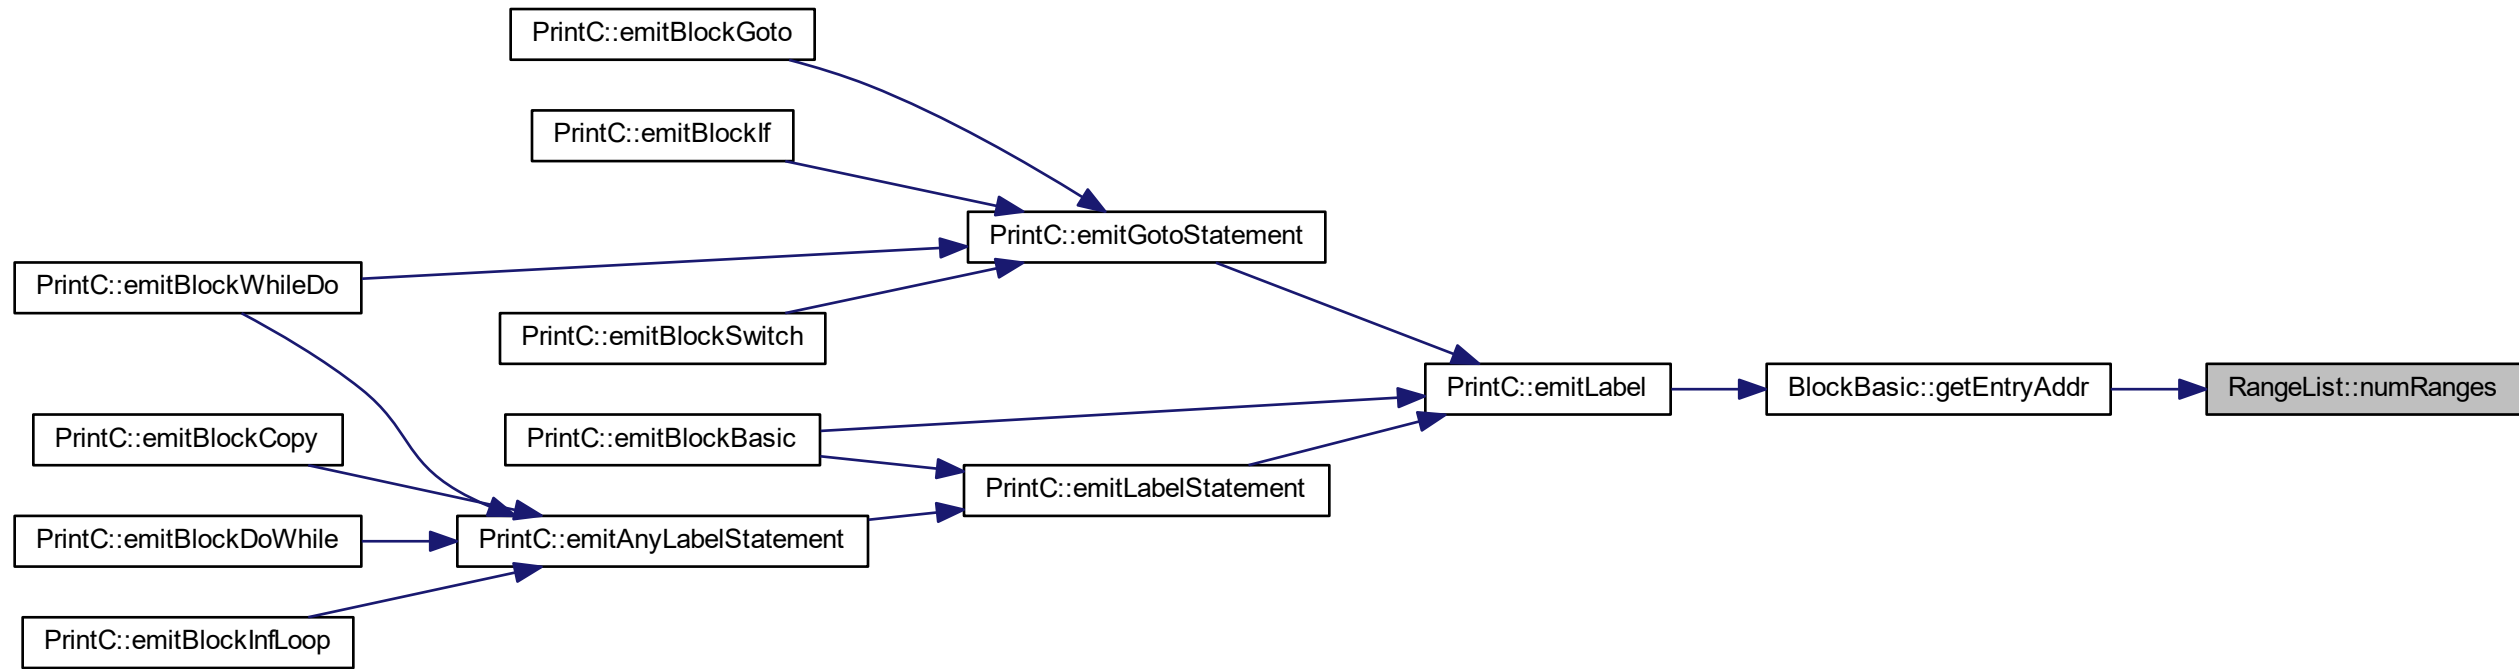 PrintC::emitBlockGoto
PrintC::emitBlockIf
PrintC::emitGotoStatement
PrintC::emitBlockWhileDo
PrintC::emitBlockSwitch
PrintC::emitLabel
BlockBasic::getEntryAddr
RangeList::numRanges
PrintC::emitBlockCopy
PrintC::emitBlockBasic
PrintC::emitLabelStatement
PrintC::emitBlockDoWhile
PrintC::emitAnyLabelStatement
PrintC::emitBlockInfLoop